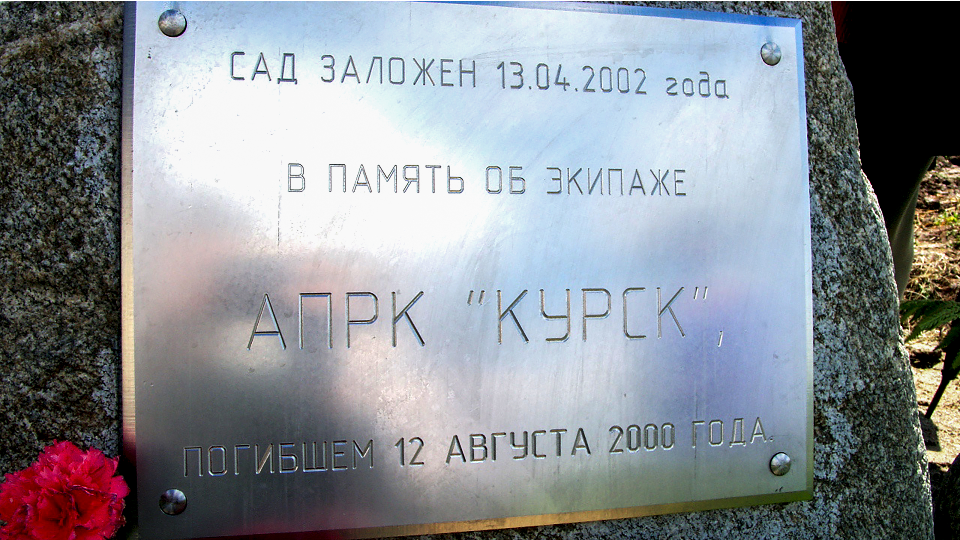 САД ЗАЛОЖЕН 13.04.2002 года
В ПАМЯТЬ ОБ ЭКИПАЖЕ
АПРК "КУРСК",
ПОГИБШЕМ 12 АВГУСТА 2000 ГОДА.